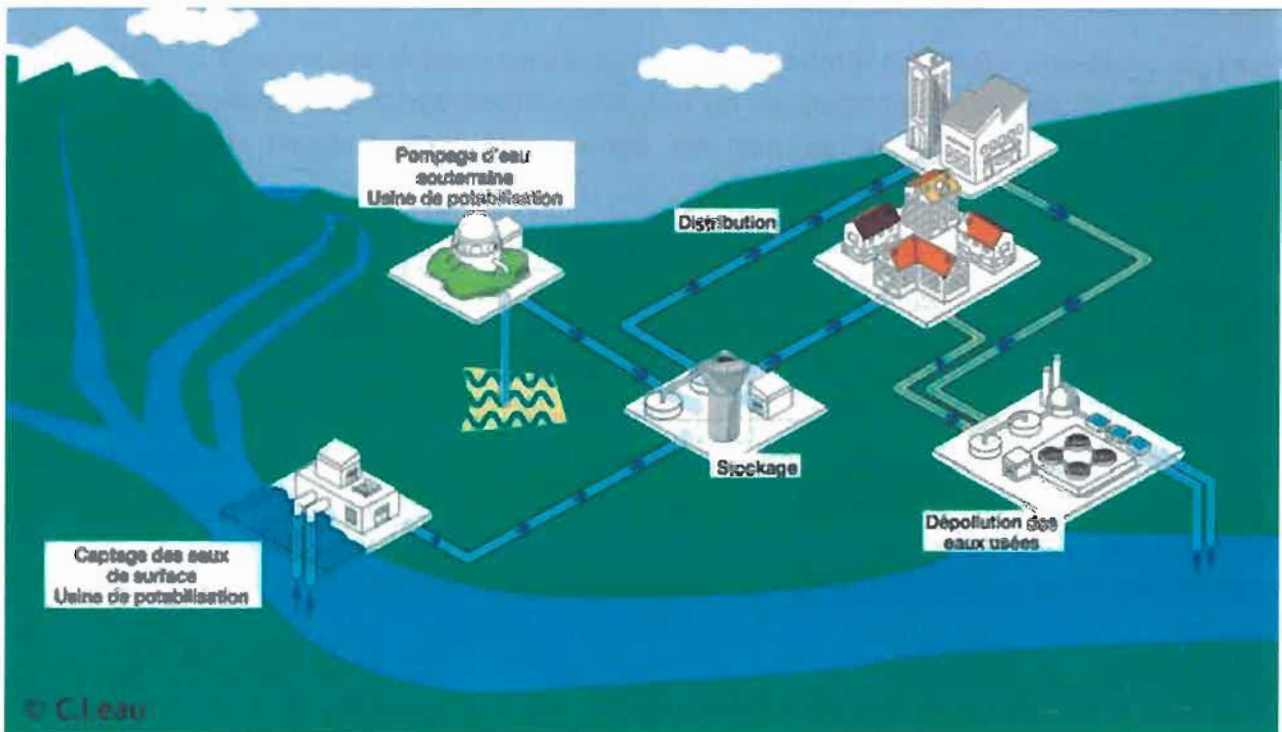 Pompage d'eau
souterraine
Usine de potabilisation
Distribution
Stockage
Captage des eaux
de surface
Usine de potabilisation
Dépollution des
eaux usées
© C.I.eau